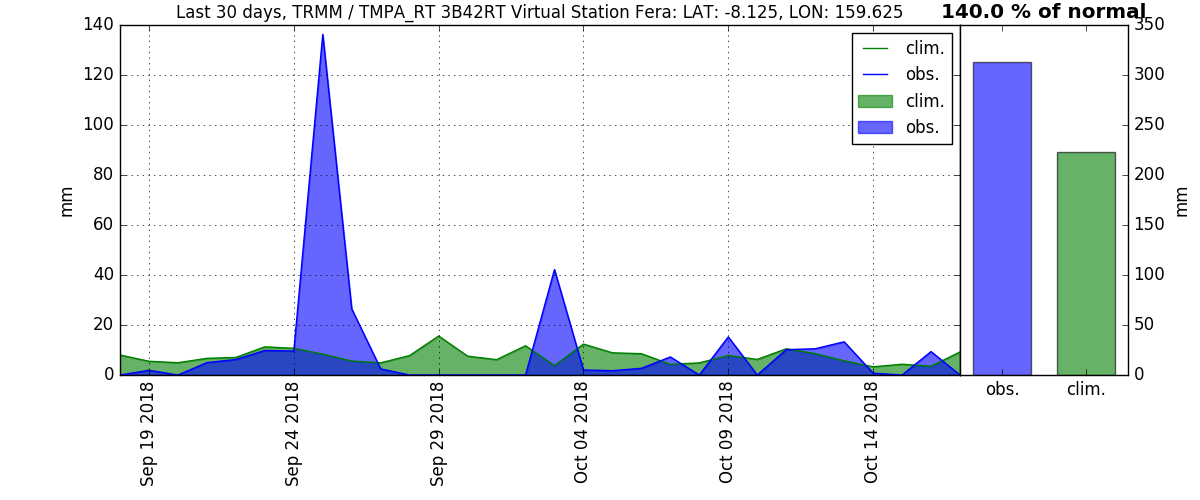 Last 30 days, TRMM / TMPA_RT 3B42RT Virtual Station Fera: LAT: -8.125, LON: 159.625
140.0 % of normal
140
120
100
80
60
40
20
0
mm
clim.
obs.
clim.
obs.
Sep 19 2018
Sep 24 2018
Sep 29 2018
Oct 04 2018
Oct 09 2018
Oct 14 2018
350
300
250
200
150
100
50
0
mm
obs.
clim.